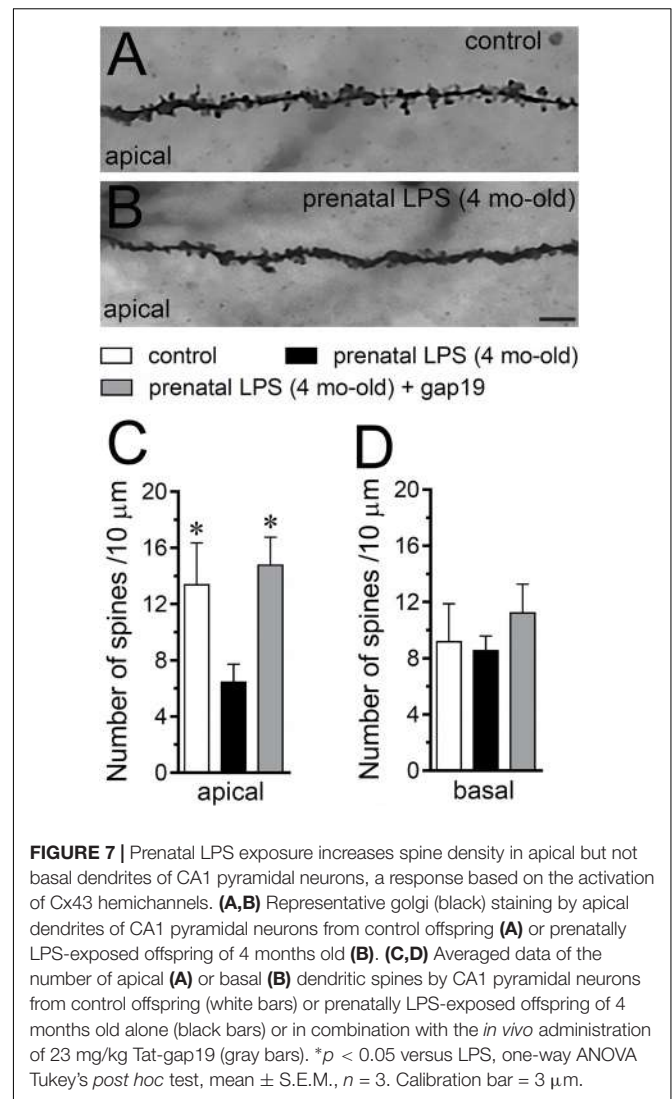 A
control
apical
B
prenatal LPS (4 mo-old)
apical
control
prenatal LPS (4 mo-old)
prenatal LPS (4 mo-old) + gap19
C
D
Number of spines /10 μm
20
16
12
8
4
0
*
*
apical
Number of spines /10 μm
20
16
12
8
4
0
basal
FIGURE 7 | Prenatal LPS exposure increases spine density in apical but not
basal dendrites of CA1 pyramidal neurons, a response based on the activation
of Cx43 hemichannels. (A,B) Representative golgi (black) staining by apical
dendrites of CA1 pyramidal neurons from control offspring (A) or prenatally
LPS-exposed offspring of 4 months old (B). (C,D) Averaged data of the
number of apical (A) or basal (B) dendritic spines by CA1 pyramidal neurons
from control offspring (white bars) or prenatally LPS-exposed offspring of 4
months old alone (black bars) or in combination with the in vivo administration
of 23 mg/kg Tat-gap19 (gray bars). *p < 0.05 versus LPS, one-way ANOVA
Tukey's post hoc test, mean ± S.E.M., n = 3. Calibration bar = 3 μm.